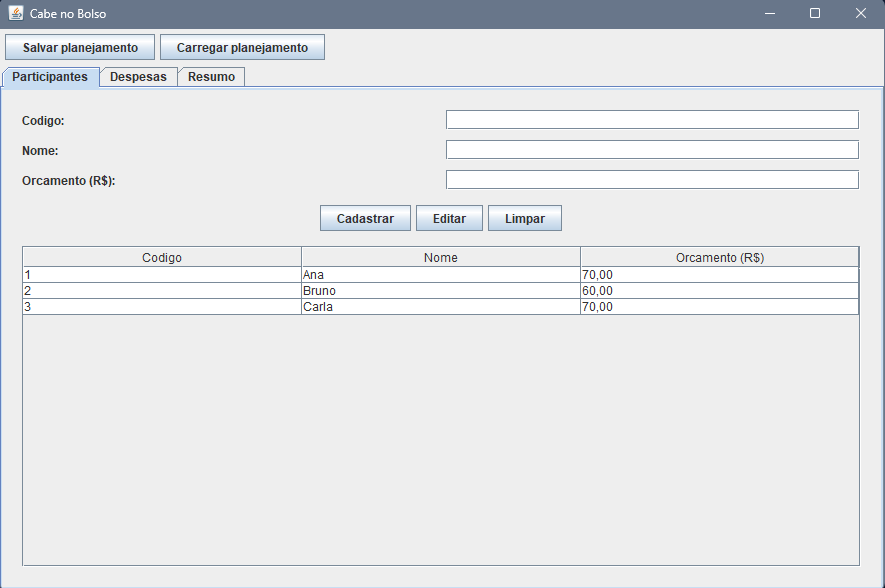 Cabe no Bolso
Salvar planejamento Carregar planejamento
Participantes Despesas Resumo
Codigo:
Nome:
Orcamento (R$):
Cadastrar Editar Limpar
Codigo Nome Orcamento (R$)
1 Ana 70,00
2 Bruno 60,00
3 Carla 70,00